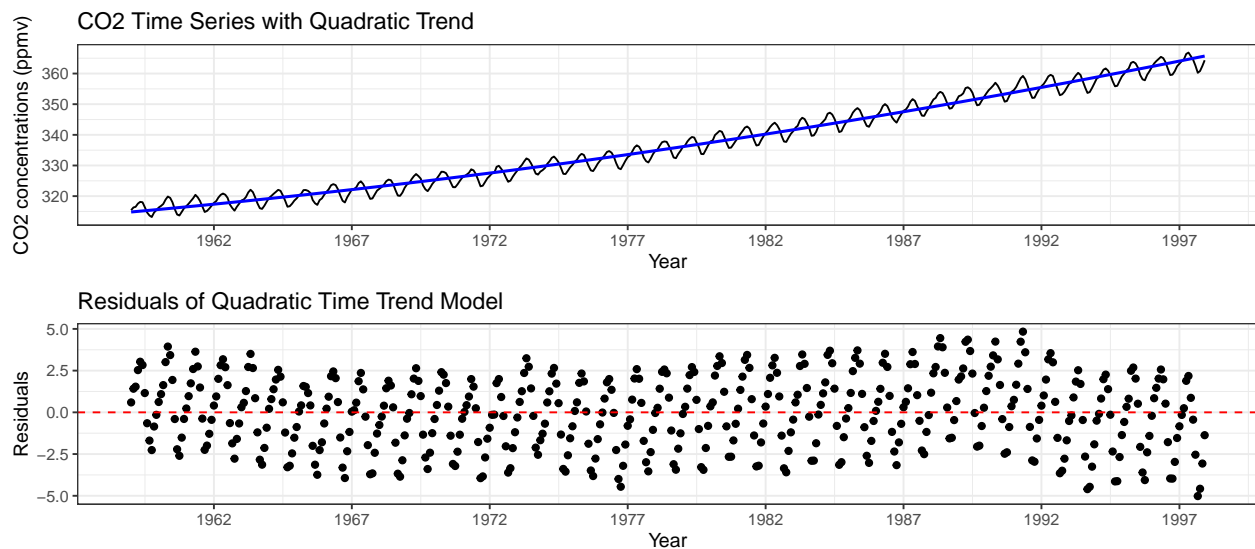 CO2 Time Series with Quadratic Trend
CO2 concentrations (ppmv)
360
350
340
330
320
1962 1967 1972 1977 1982 1987 1992 1997
Year
Residuals of Quadratic Time Trend Model
Residuals
5.0
2.5
0.0
−2.5
−5.0
1962 1967 1972 1977 1982 1987 1992 1997
Year